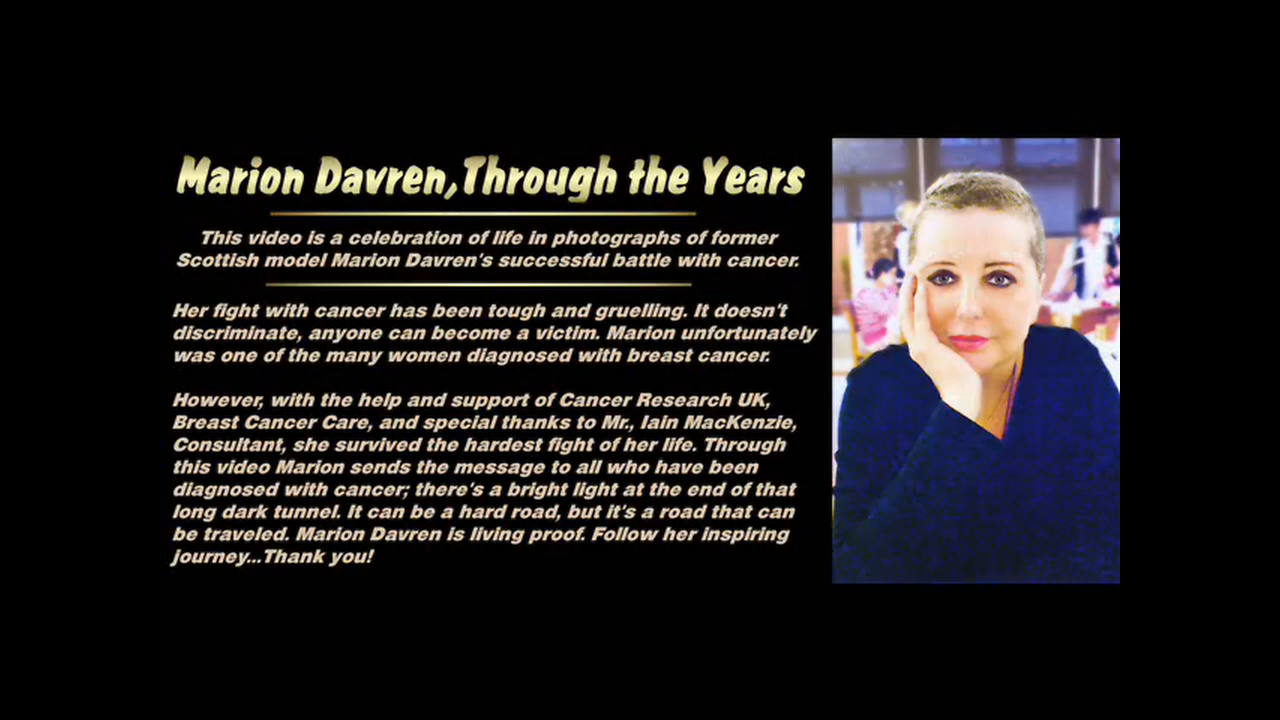 Marion Davren,Through the Years
This video is a celebration of life in photographs of former
Scottish model Marion Davren's successful battle with cancer.
Her fight with cancer has been tough and gruelling. It doesn't
discriminate, anyone can become a victim. Marion unfortunately
was one of the many women diagnosed with breast cancer.
However, with the help and support of Cancer Research UK,
Breast Cancer Care, and special thanks to Mr., Iain MacKenzie,
Consultant, she survived the hardest fight of her life. Through
this video Marion sends the message to all who have been
diagnosed with cancer; there's a bright light at the end of that
long dark tunnel. It can be a hard road, but it's a road that can
be traveled. Marion Davren is living proof. Follow her inspiring
journey...Thank you!